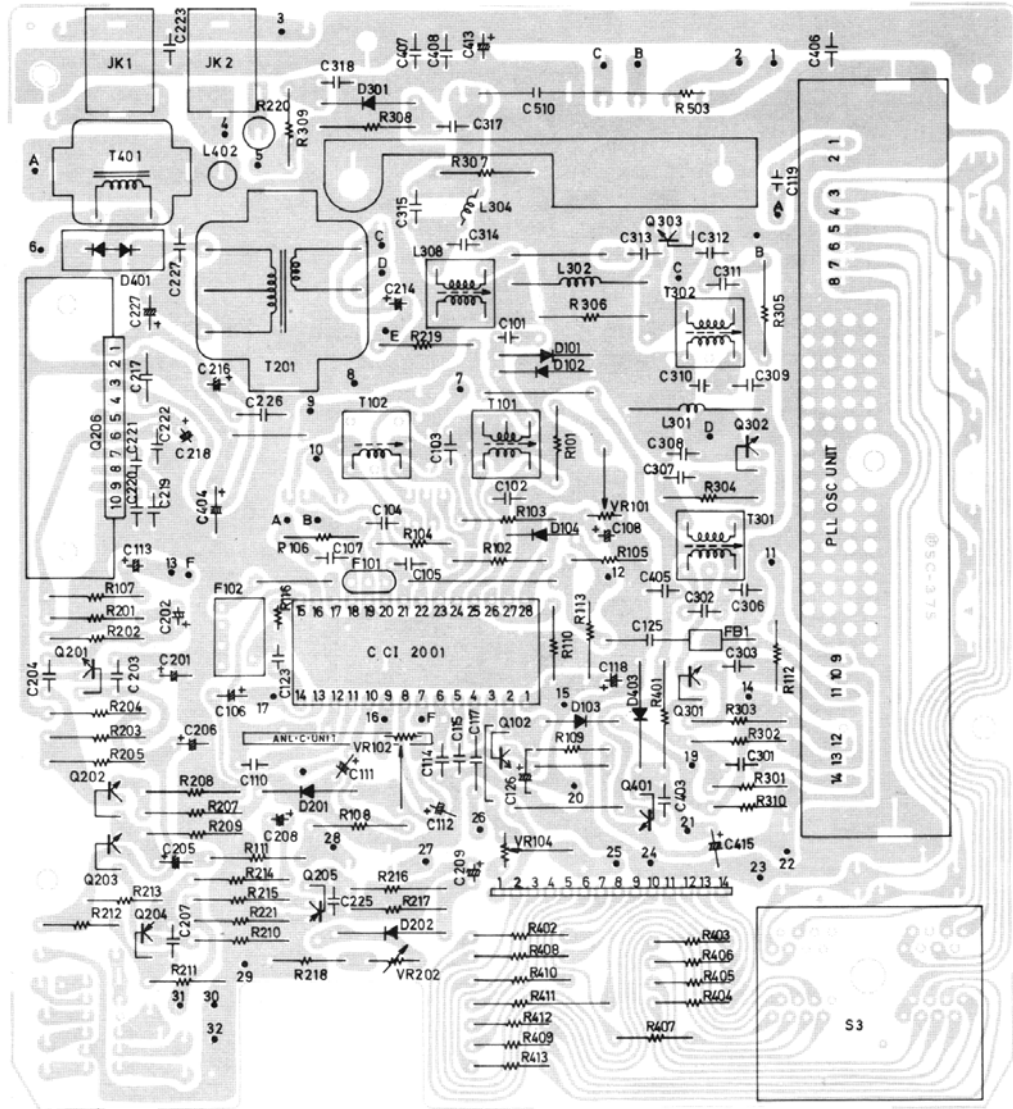 C223
3
JK1
JK2
C407
C408
C413
+
C
B
2
1
C406
C318
D301
R220
R309
R308
C510
R503
C317
4
5
L402
T401
A
R307
C119
A
1
2
3
4
5
6
7
8
C315
L304
C314
Q303
C313
C312
B
6
D401
C227
C
D
L308
L302
C
C311
T302
C214
+
R306
R305
C227
+
E
R219
C101
D101
D102
T201
C216
+
8
7
C310
C309
1
2
3
4
5
6
7
8
9
10
Q206
C217
C226
9
T102
T101
L301
D
Q302
C222
C221
C218
10
C103
R101
C308
C307
C220
C219
C404
+
C102
R304
PLL OSC UNIT
A
B
C104
R103
VR101
T301
R106
R104
D104
C108
+
@SC-375
C113
+
13
F
C107
F101
C105
R102
R105
12
11
F102
C405
C302
C306
R107
R201
R202
C202
+
R116
15 16 17 18 19 20 21 22 23 24 25 26 27 28
CCI 2001
14 13 12 11 10 9 8 7 6 5 4 3 2 1
R110
R113
C125
FB1
Q201
C204
+
C203
+
C201
+
C123
C118
+
D403
R401
C303
R112
9
10
11
R204
C106
+
17
16
F
15
D103
Q301
14
R303
R203
R205
C206
+
ANL-C-UNIT
VR102
C115
C117
C114
Q102
R109
R302
12
13
14
Q202
C110
C111
+
C126
+
19
C301
R208
D201
20
Q401
C403
R301
R207
R310
C112
+
R209
C208
+
R108
26
21
Q203
C205
+
R111
28
27
VR104
C415
+
22
C209
+
25
24
23
R214
Q205
R216
1 2 3 4 5 6 7 8 9 10 11 12 13 14
R213
R215
C225
R217
R212
Q204
C207
R221
D202
R402
R403
R210
R408
R406
29
R218
VR202
R211
R410
R405
31
30
R411
R404
32
R412
R407
S3
R409
R413